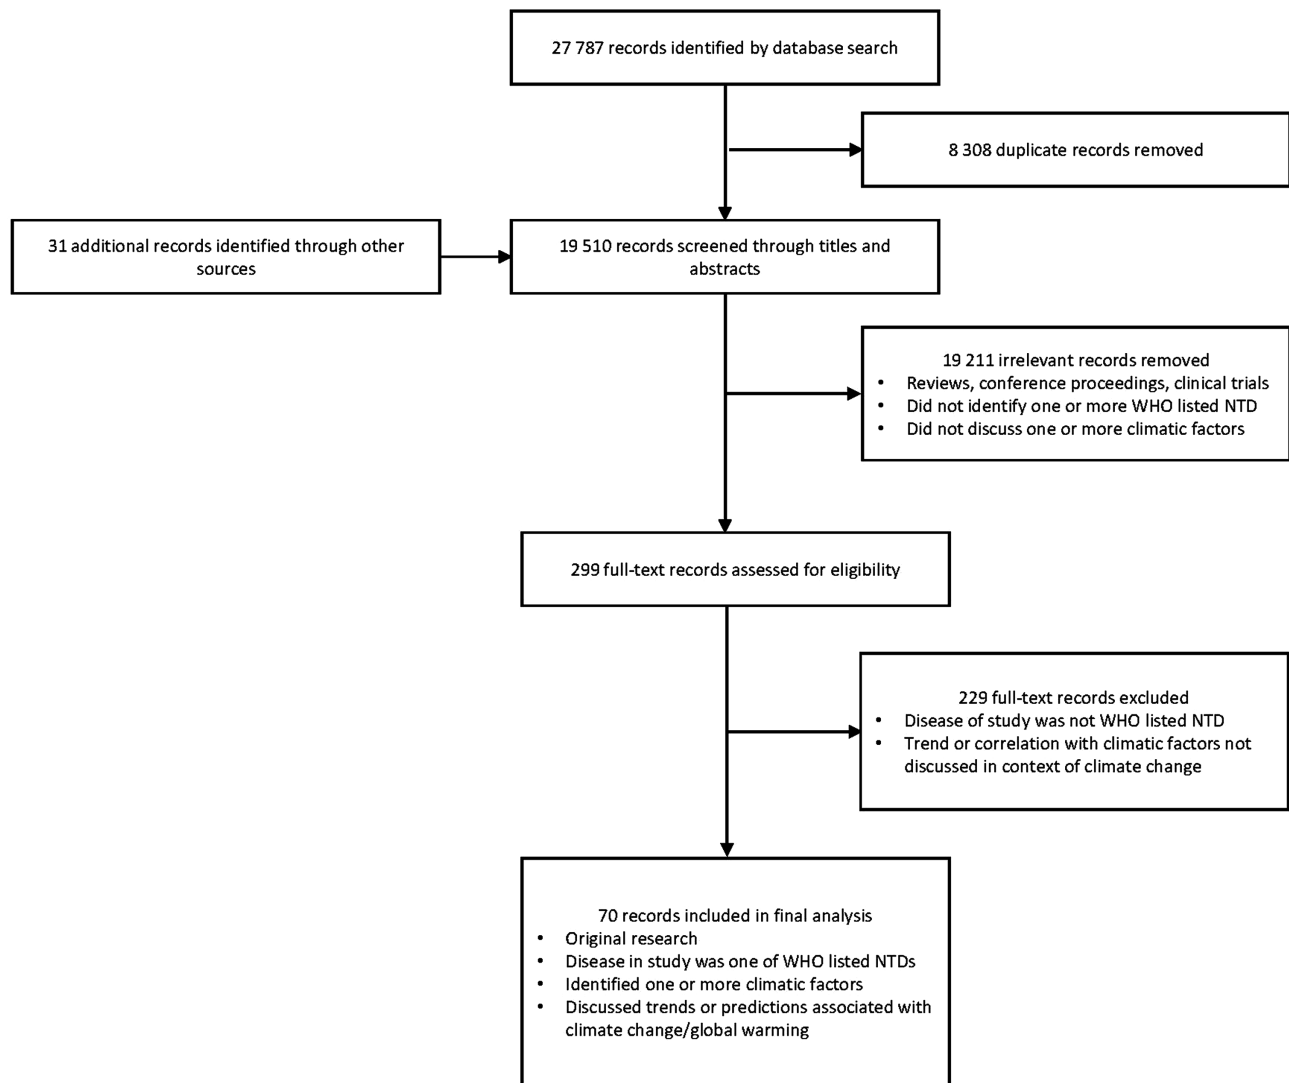 27 787 records identified by database search
8 308 duplicate records removed
31 additional records identified through other
sources
19 510 records screened through titles and
abstracts
19 211 irrelevant records removed
• Reviews, conference proceedings, clinical trials
• Did not identify one or more WHO listed NTD
• Did not discuss one or more climatic factors
299 full-text records assessed for eligibility
229 full-text records excluded
• Disease of study was not WHO listed NTD
• Trend or correlation with climatic factors not
discussed in context of climate change
70 records included in final analysis
• Original research
• Disease in study was one of WHO listed NTDs
• Identified one or more climatic factors
• Discussed trends or predictions associated with
climate change/global warming